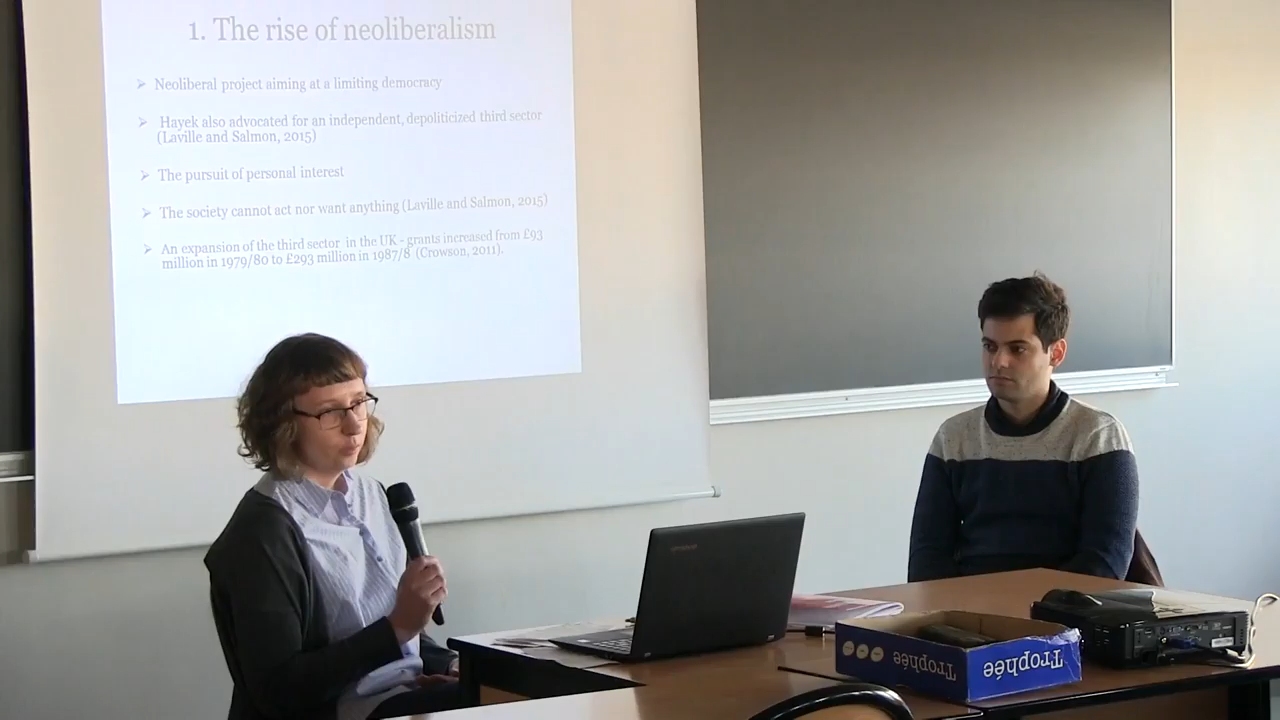 1. The rise of neoliberalism
Neoliberal project aiming at a limiting democracy
Hayek also advocated for an independent, depoliticized third sector
(Laville and Salmon, 2015)
The pursuit of personal interest
The society cannot act nor want anything (Laville and Salmon, 2015)
An expansion of the third sector in the UK - grants increased from £93
million in 1979/80 to £293 million in 1987/8 (Crowson, 2011).
Trophée
Trophée